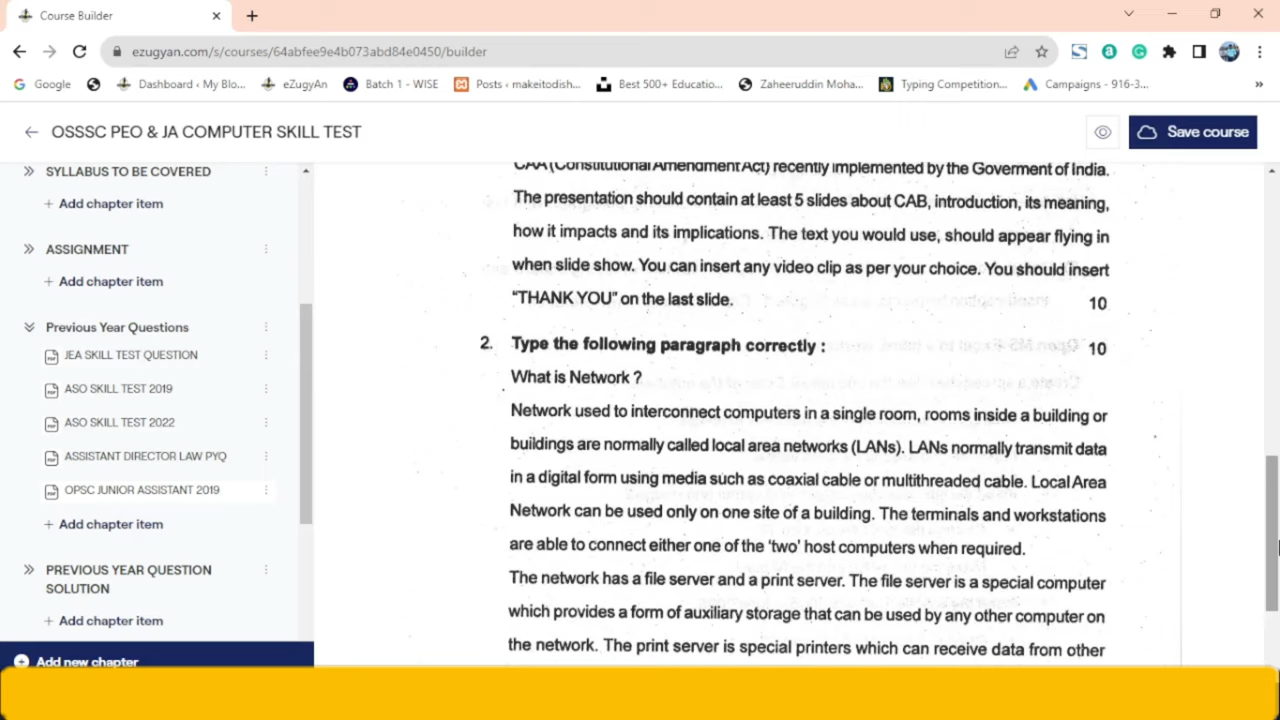 Course Builder
ezugyan.com/s/courses/64abfee9e4b073abd84e0450/builder
Google
Dashboard ‹ My Blo...
eZugyAn
Batch 1 - WISE
Posts ‹ makeitodish...
Best 500+ Educatio...
Zaheeruddin Moha...
Typing Competition...
Campaigns - 916-3...
OSSSC PEO & JA COMPUTER SKILL TEST
Save course
SYLLABUS TO BE COVERED
+ Add chapter item
ASSIGNMENT
+ Add chapter item
Previous Year Questions
JEA SKILL TEST QUESTION
ASO SKILL TEST 2019
ASO SKILL TEST 2022
ASSISTANT DIRECTOR LAW PYQ
OPSC JUNIOR ASSISTANT 2019
+ Add chapter item
PREVIOUS YEAR QUESTION
SOLUTION
+ Add chapter item
Add new chapter
CAA (Constitutional Amendment Act) recently implemented by the Goverment of India.
The presentation should contain at least 5 slides about CAB, introduction, its meaning,
how it impacts and its implications. The text you would use, should appear flying in
when slide show. You can insert any video clip as per your choice. You should insert
"THANK YOU" on the last slide. 10
2. Type the following paragraph correctly : 10
What is Network ?
Network used to interconnect computers in a single room, rooms inside a building or
buildings are normally called local area networks (LANs). LANs normally transmit data
in a digital form using media such as coaxial cable or multithreaded cable. Local Area
Network can be used only on one site of a building. The terminals and workstations
are able to connect either one of the 'two' host computers when required.
The network has a file server and a print server. The file server is a special computer
which provides a form of auxiliary storage that can be used by any other computer on
the network. The print server is special printers which can receive data from other